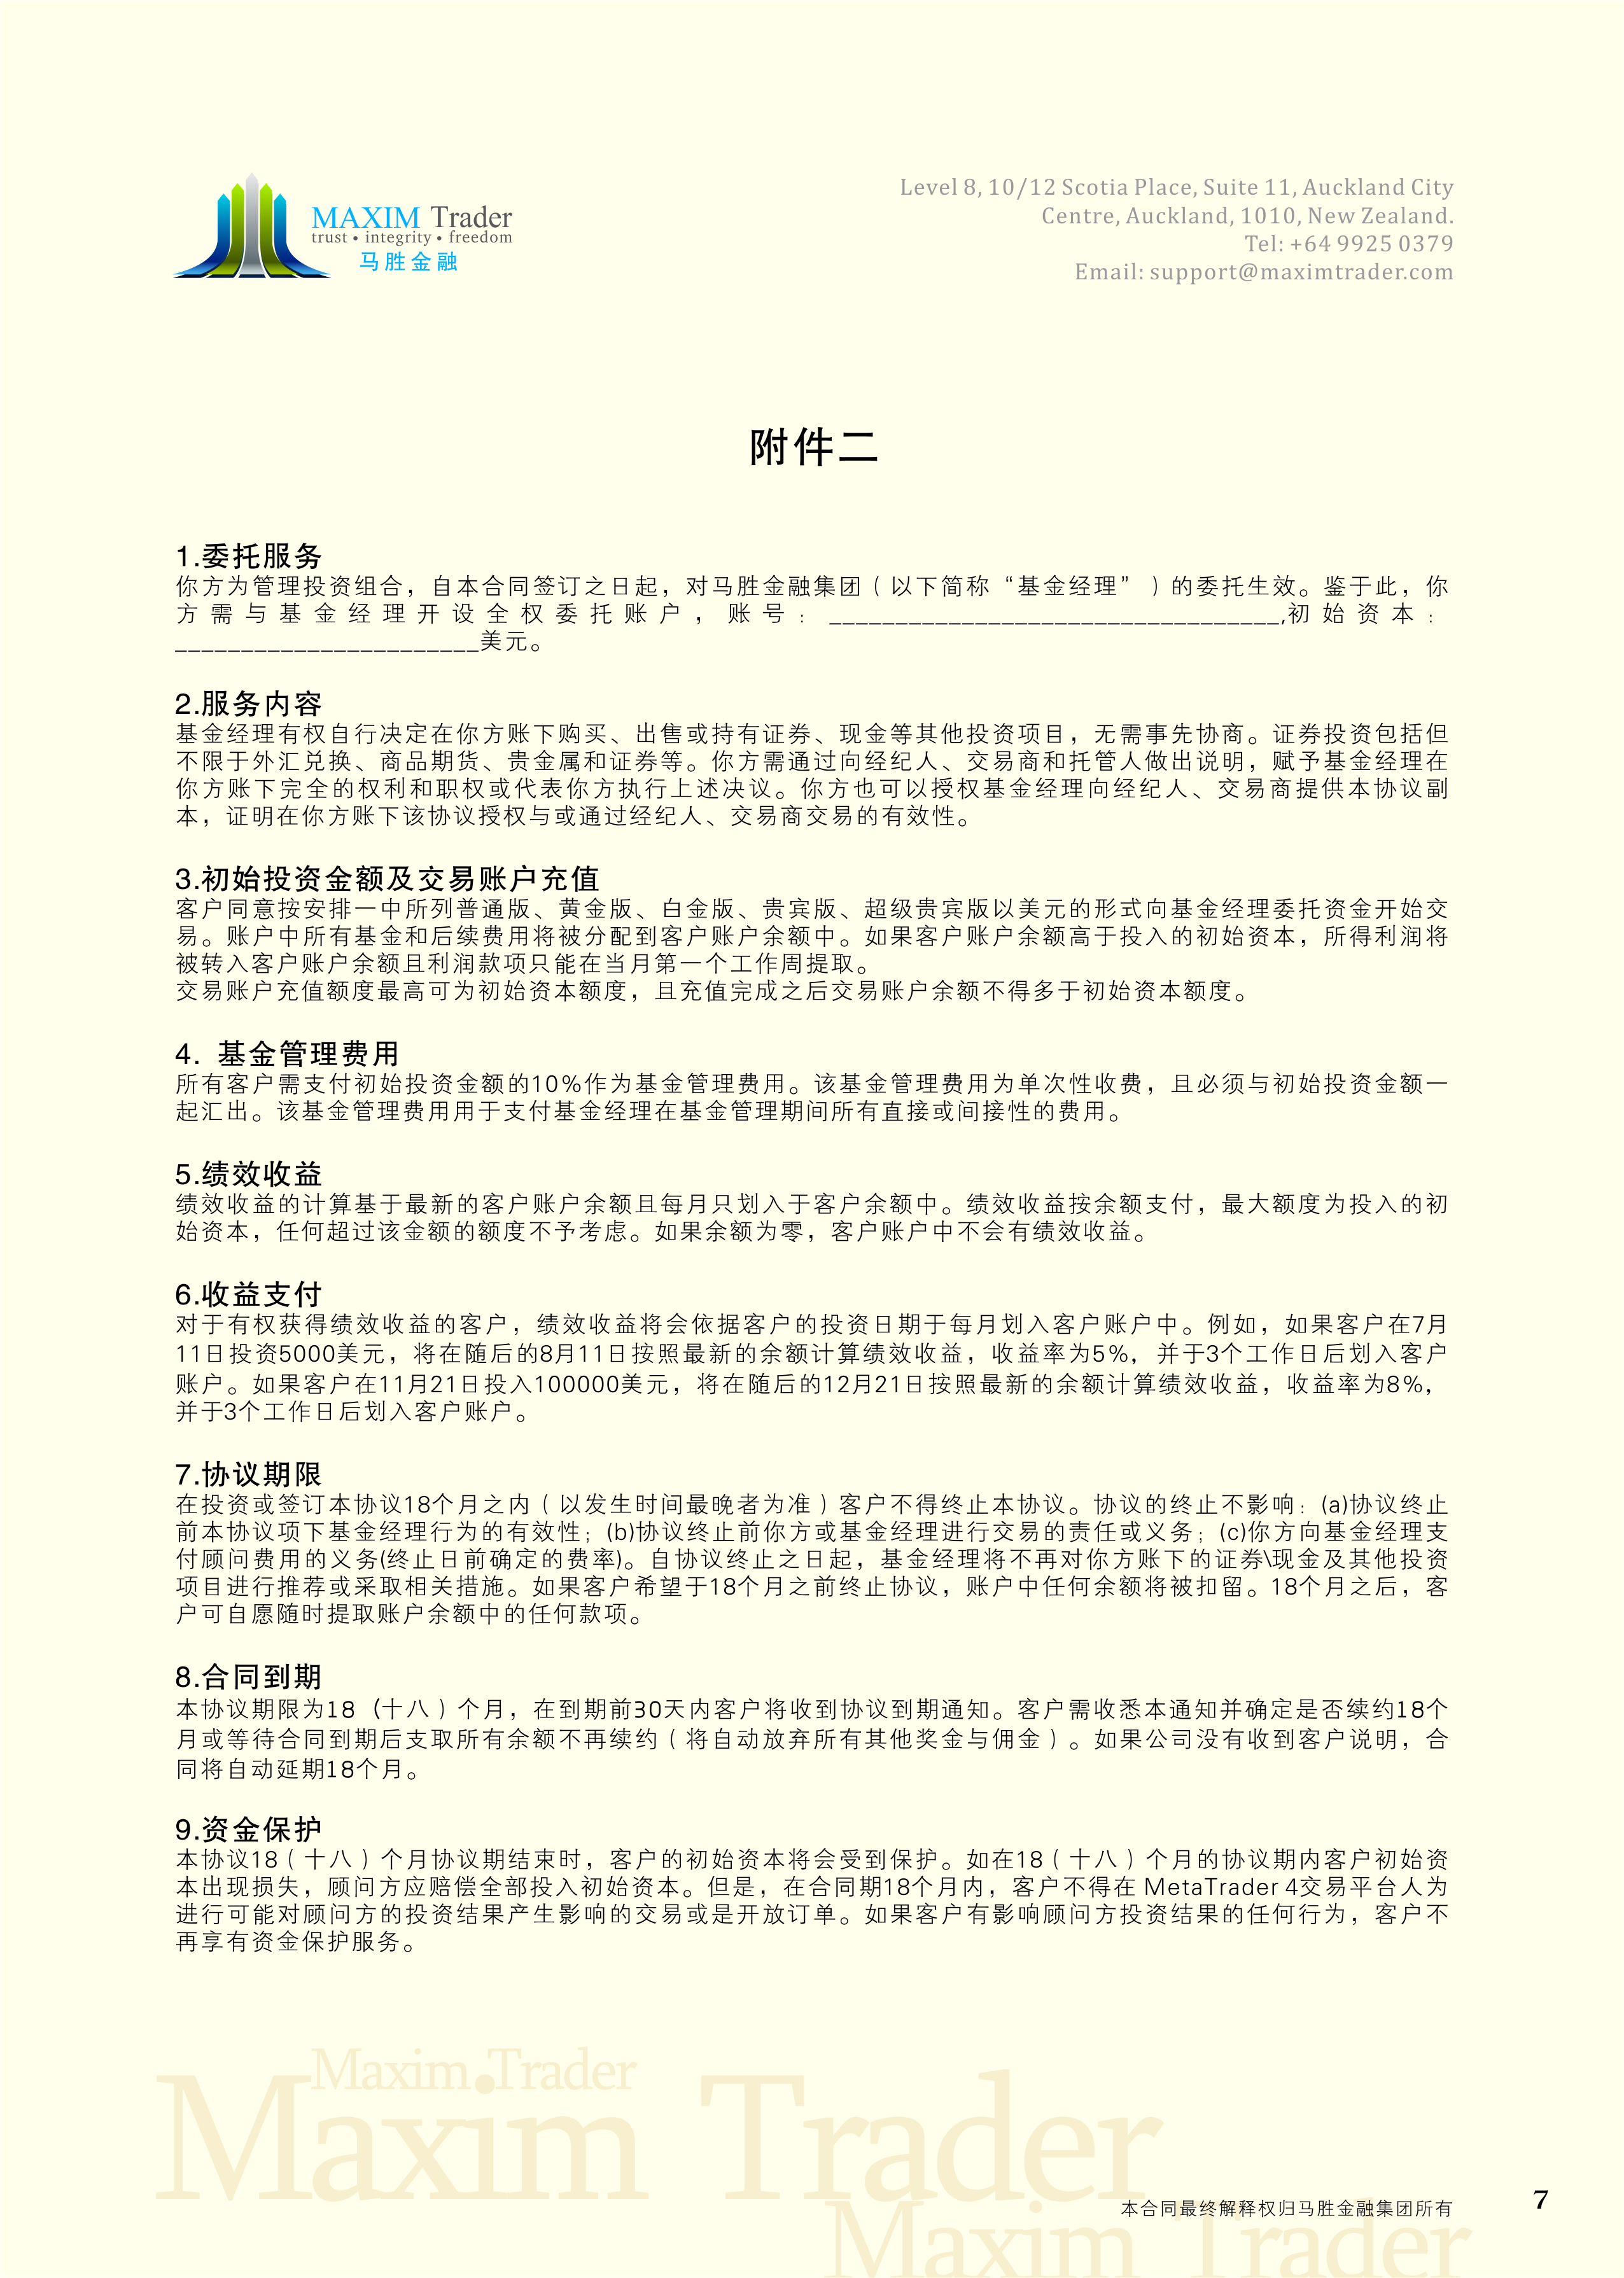 MAXIM Trader
trust • integrity • freedom
马胜金融
Level 8, 10/12 Scotia Place, Suite 11, Auckland City
Centre, Auckland, 1010, New Zealand.
Tel: +64 9925 0379
Email: support@maximtrader.com
附件二
1.委托服务
你方为管理投资组合，自本合同签订之日起，对马胜金融集团（以下简称“基金经理”）的委托生效。鉴于此，你
方需与基金经理开设全权委托账户，账号：__________________________________,初始资本：
_______________________美元。
2.服务内容
基金经理有权自行决定在你方账下购买、出售或持有证券、现金等其他投资项目，无需事先协商。证券投资包括但
不限于外汇兑换、商品期货、贵金属和证券等。你方需通过向经纪人、交易商和托管人做出说明，赋予基金经理在
你方账下完全的权利和职权或代表你方执行上述决议。你方也可以授权基金经理向经纪人、交易商提供本协议副
本，证明在你方账下该协议授权与或通过经纪人、交易商交易的有效性。
3.初始投资金额及交易账户充值
客户同意按安排一中所列普通版、黄金版、白金版、贵宾版、超级贵宾版以美元的形式向基金经理委托资金开始交
易。账户中所有基金和后续费用将被分配到客户账户余额中。如果客户账户余额高于投入的初始资本，所得利润将
被转入客户账户余额且利润款项只能在当月第一个工作周提取。
交易账户充值额度最高可为初始资本额度，且充值完成之后交易账户余额不得多于初始资本额度。
4. 基金管理费用
所有客户需支付初始投资金额的10%作为基金管理费用。该基金管理费用为单次性收费，且必须与初始投资金额一
起汇出。该基金管理费用用于支付基金经理在基金管理期间所有直接或间接性的费用。
5.绩效收益
绩效收益的计算基于最新的客户账户余额且每月只划入于客户余额中。绩效收益按余额支付，最大额度为投入的初
始资本，任何超过该金额的额度不予考虑。如果余额为零，客户账户中不会有绩效收益。
6.收益支付
对于有权获得绩效收益的客户，绩效收益将会依据客户的投资日期于每月划入客户账户中。例如，如果客户在7月
11日投资5000美元，将在随后的8月11日按照最新的余额计算绩效收益，收益率为5%，并于3个工作日后划入客户
账户。如果客户在11月21日投入100000美元，将在随后的12月21日按照最新的余额计算绩效收益，收益率为8%，
并于3个工作日后划入客户账户。
7.协议期限
在投资或签订本协议18个月之内（以发生时间最晚者为准）客户不得终止本协议。协议的终止不影响：(a)协议终止
前本协议项下基金经理行为的有效性；(b)协议终止前你方或基金经理进行交易的责任或义务；(c)你方向基金经理支
付顾问费用的义务(终止日前确定的费率)。自协议终止之日起，基金经理将不再对你方账下的证券\现金及其他投资
项目进行推荐或采取相关措施。如果客户希望于18个月之前终止协议，账户中任何余额将被扣留。18个月之后，客
户可自愿随时提取账户余额中的任何款项。
8.合同到期
本协议期限为18 (十八）个月，在到期前30天内客户将收到协议到期通知。客户需收悉本通知并确定是否续约18个
月或等待合同到期后支取所有余额不再续约（将自动放弃所有其他奖金与佣金）。如果公司没有收到客户说明，合
同将自动延期18个月。
9.资金保护
本协议18（十八）个月协议期结束时，客户的初始资本将会受到保护。如在18（十八）个月的协议期内客户初始资
本出现损失，顾问方应赔偿全部投入初始资本。但是，在合同期18个月内，客户不得在 MetaTrader 4交易平台人为
进行可能对顾问方的投资结果产生影响的交易或是开放订单。如果客户有影响顾问方投资结果的任何行为，客户不
再享有资金保护服务。
Maxim Trader
Maxim Trader
Maxim Trader
本合同最终解释权归马胜金融集团所有
7